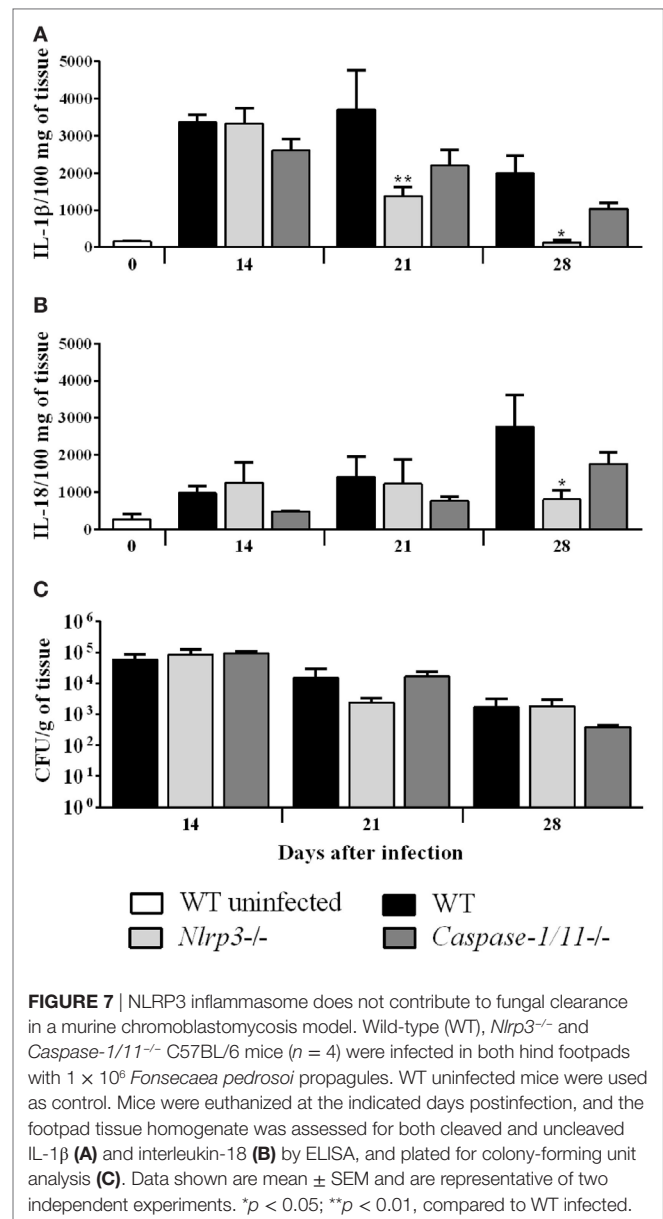 A
IL-1β/100 mg of tissue
5000
4000
3000
2000
1000
0
**
*
0 14 21 28
B
IL-18/100 mg of tissue
5000
4000
3000
2000
1000
0
*
0 14 21 28
C
CFU/g of tissue
10⁶
10⁵
10⁴
10³
10²
10¹
10⁰
14 21 28
Days after infection
WT uninfected WT
Nlrp3-/- Caspase-1/11-/-
FIGURE 7 | NLRP3 inflammasome does not contribute to fungal clearance
in a murine chromoblastomycosis model. Wild-type (WT), Nlrp3⁻/⁻ and
Caspase-1/11⁻/⁻ C57BL/6 mice (n = 4) were infected in both hind footpads
with 1 × 10⁶ Fonsecaea pedrosoi propagules. WT uninfected mice were used
as control. Mice were euthanized at the indicated days postinfection, and the
footpad tissue homogenate was assessed for both cleaved and uncleaved
IL-1β (A) and interleukin-18 (B) by ELISA, and plated for colony-forming unit
analysis (C). Data shown are mean ± SEM and are representative of two
independent experiments. *p < 0.05; **p < 0.01, compared to WT infected.